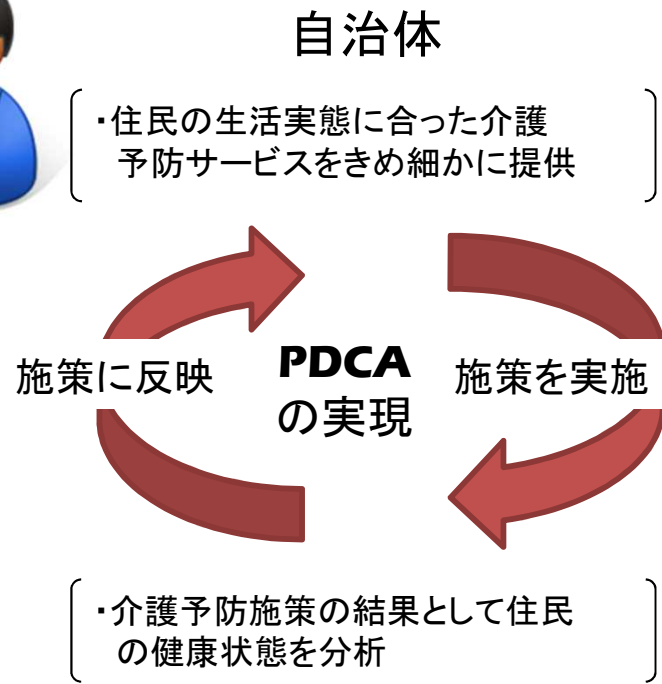 自治体
・住民の生活実態に合った介護
予防サービスをきめ細かに提供
施策に反映
PDCA
の実現
施策を実施
・介護予防施策の結果として住民
の健康状態を分析